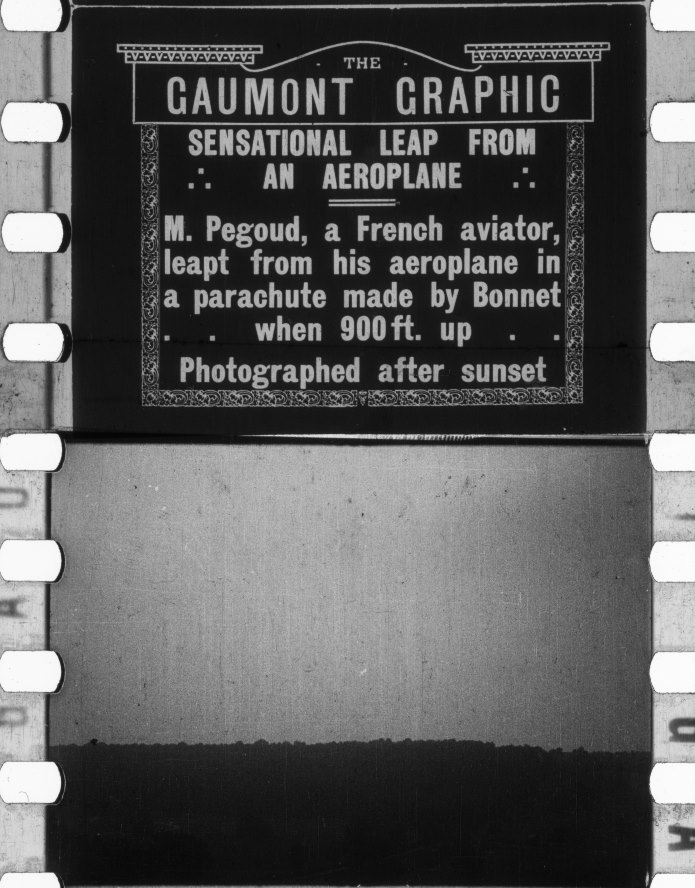 THE
GAUMONT GRAPHIC
SENSATIONAL LEAP FROM
AN AEROPLANE
M. Pegoud, a French aviator,
leapt from his aeroplane in
a parachute made by Bonnet
. . when 900 ft. up . .
Photographed after sunset